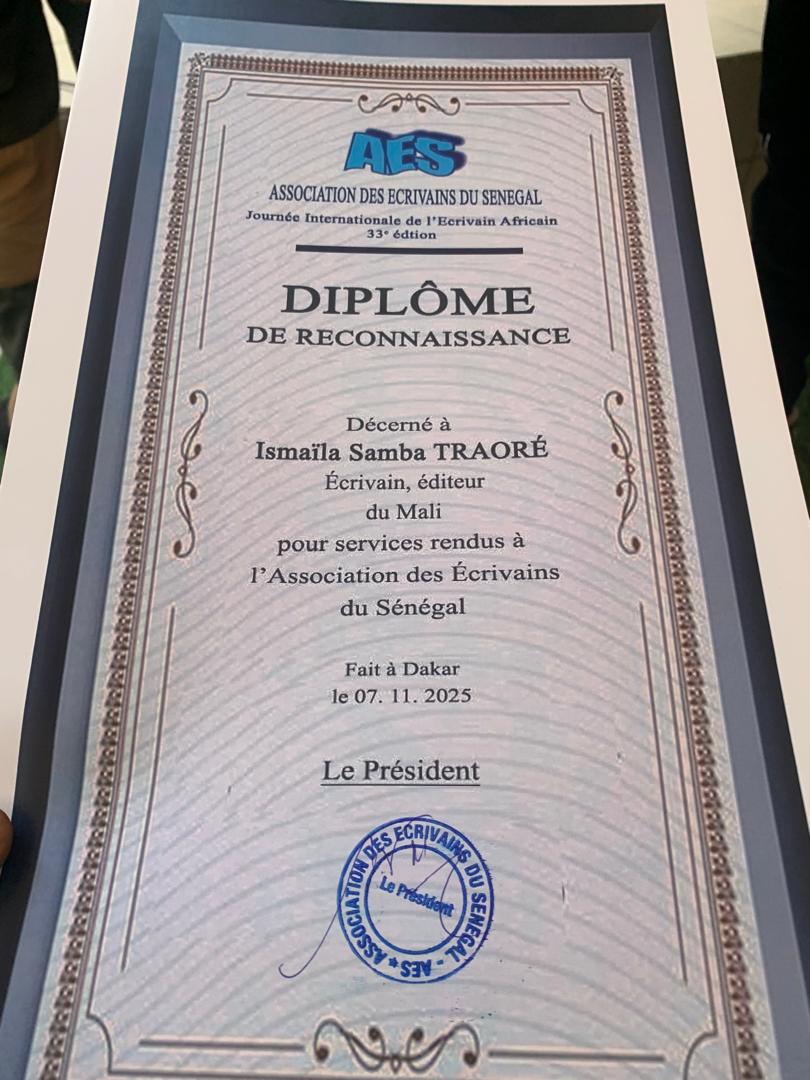 AES
ASSOCIATION DES ECRIVAINS DU SENEGAL
Journée Internationale de l'Ecrivain Africain
33e édtion
DIPLÔME
DE RECONNAISSANCE
Décerné à
Ismaïla Samba TRAORÉ
Écrivain, éditeur
du Mali
pour services rendus à
l'Association des Écrivains
du Sénégal
Fait à Dakar
le 07. 11. 2025
Le Président
ASSOCIATION DES ECRIVAINS DU SENEGAL - AES ★
Le Président